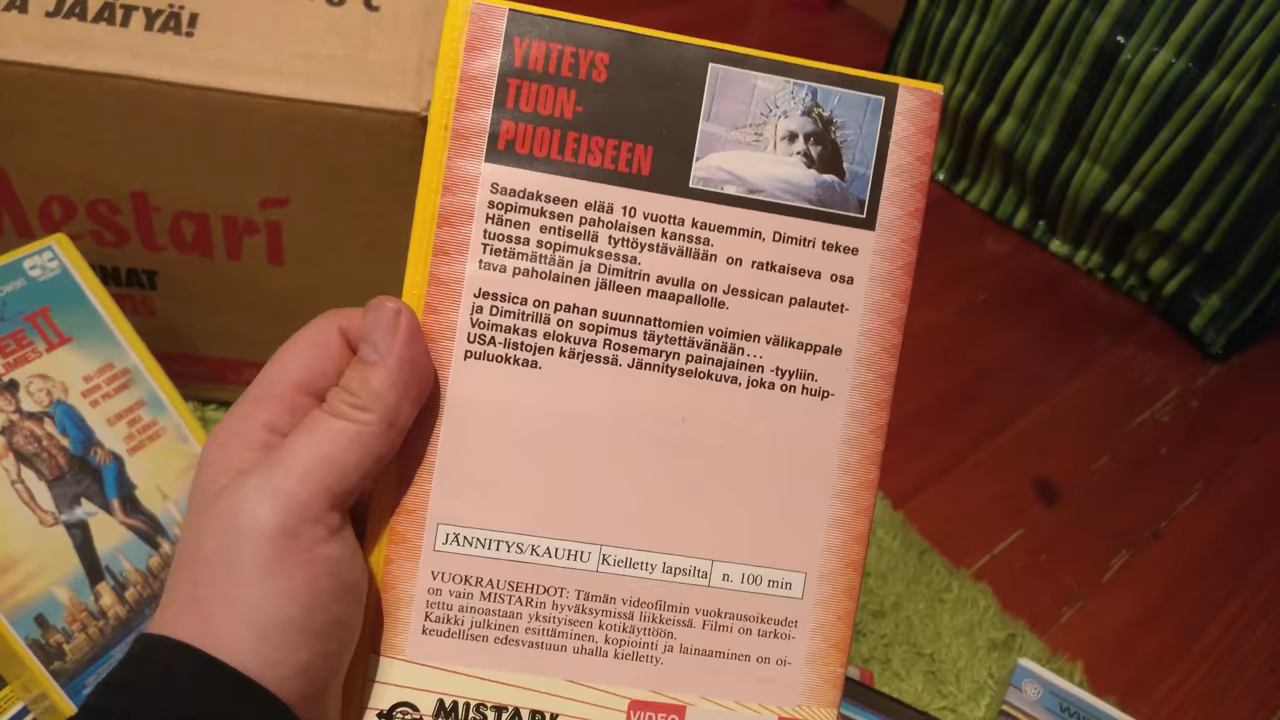 JÄÄTYÄ!
Mestari
YHTEYS
TUON-
PUOLEISEEN
Saadakseen elää 10 vuotta kauemmin, Dimitri tekee
sopimuksen paholaisen kanssa.
Hänen entisellä tyttöystävällään on ratkaiseva osa
tuossa sopimuksessa.
Tietämättään ja Dimitrin avulla on Jessican palautet-
tava paholainen jälleen maapallolle.
Jessica on pahan suunnattomien voimien välikappale
ja Dimitrillä on sopimus täytettävänään...
Voimakas elokuva Rosemaryn painajainen -tyyliin.
USA-listojen kärjessä. Jännityselokuva, joka on huip-
puluokkaa.
JÄNNITYS/KAUHU Kielletty lapsilta n. 100 min
VUOKRAUSEHDOT: Tämän videofilmin vuokrausoikeudet
on vain MISTARin hyväksymissä liikkeissä. Filmi on tarkoi-
tettu ainoastaan yksityiseen kotikäyttöön.
Kaikki julkinen esittäminen, kopiointi ja lainaaminen on oi-
keudellisen edesvastuun uhalla kielletty.
MISTARI
VIDEO
II